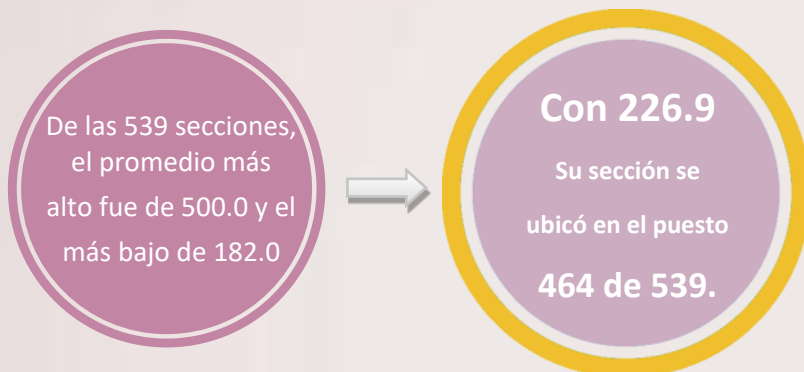 De las 539 secciones,
el promedio más
alto fue de 500.0 y el
más bajo de 182.0
Con 226.9
Su sección se
ubicó en el puesto
464 de 539.